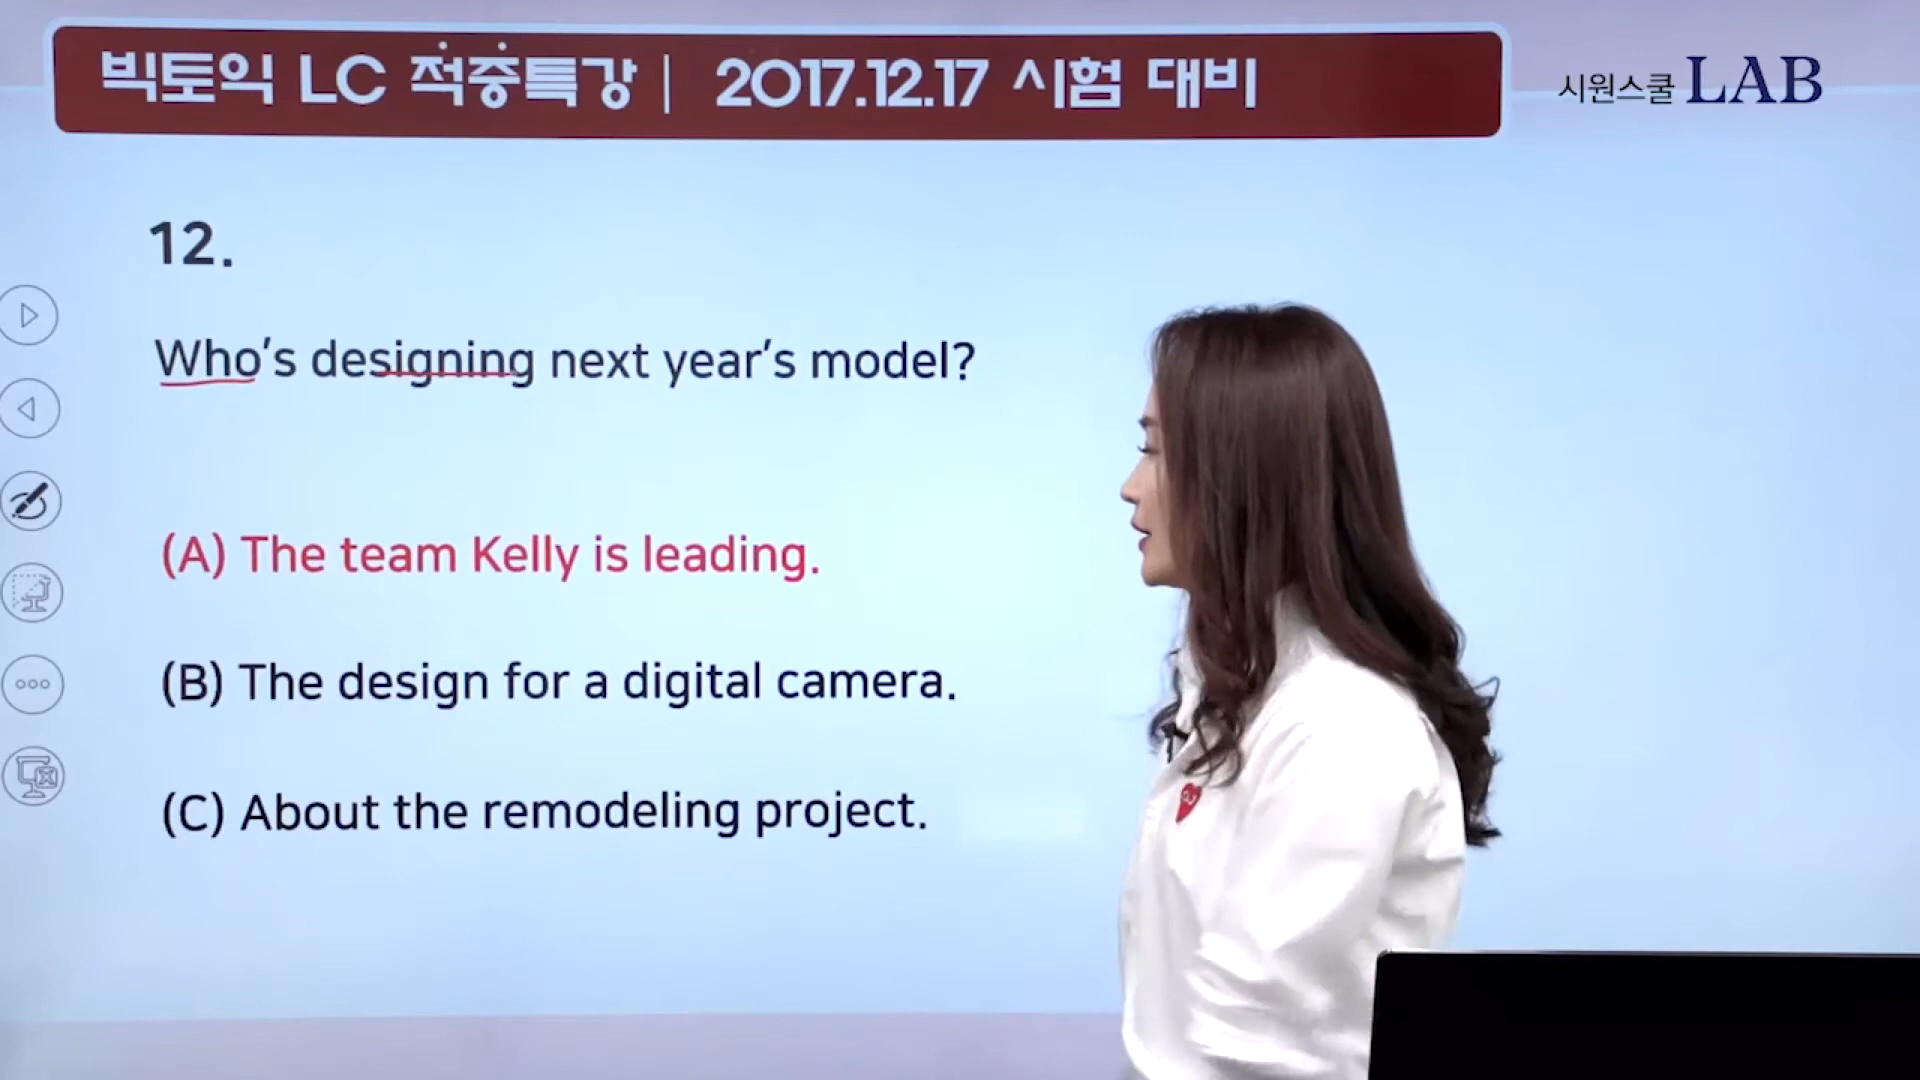 빅토익 LC 적중특강 | 2017.12.17 시험 대비
시원스쿨 LAB
12.
Who's designing next year's model?
(A) The team Kelly is leading.
(B) The design for a digital camera.
(C) About the remodeling project.